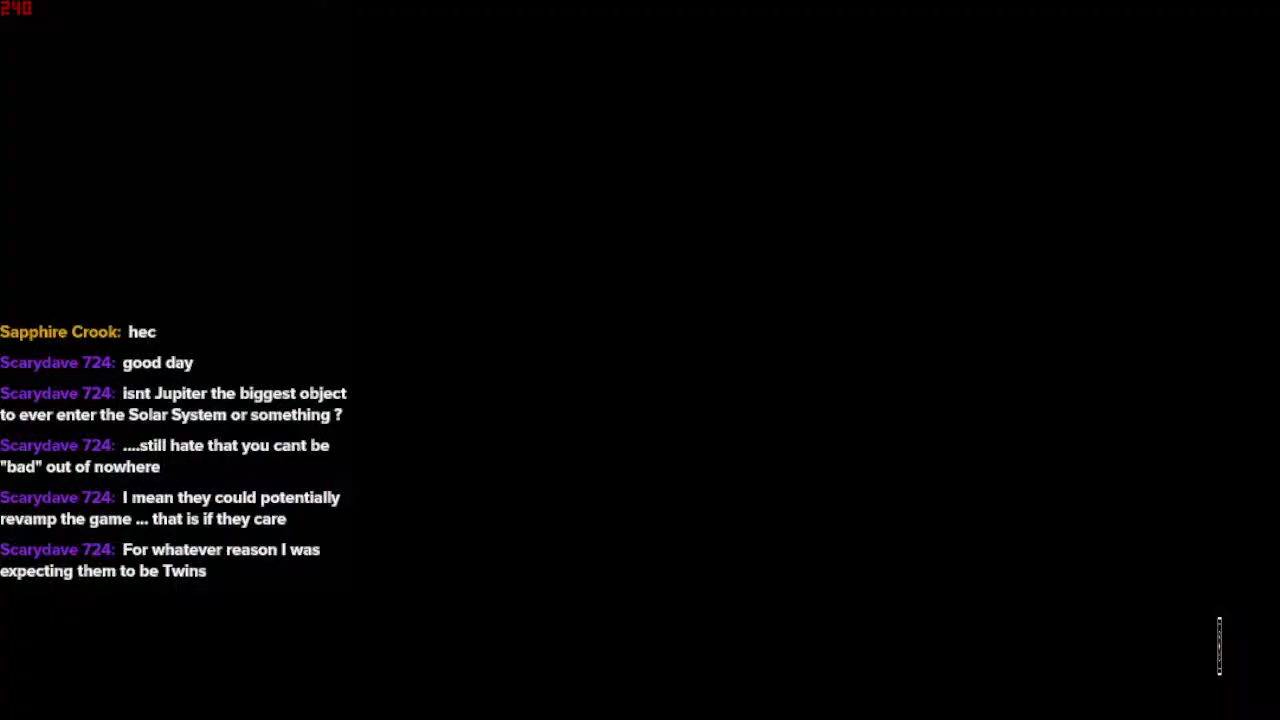 240
Sapphire Crook: hec
Scarydave 724: good day
Scarydave 724: isnt Jupiter the biggest object
to ever enter the Solar System or something ?
Scarydave 724: ....still hate that you cant be
"bad" out of nowhere
Scarydave 724: I mean they could potentially
revamp the game ... that is if they care
Scarydave 724: For whatever reason I was
expecting them to be Twins